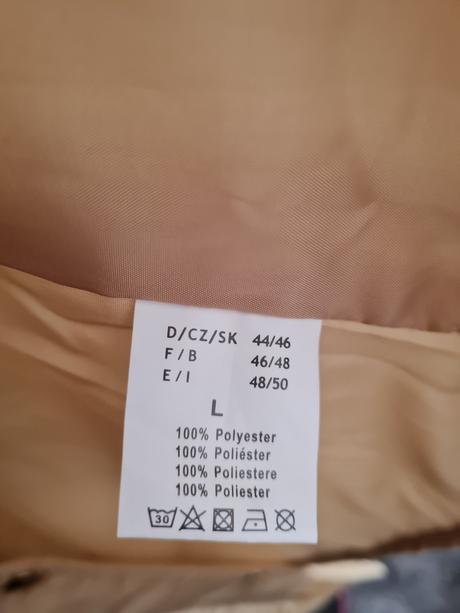 D/CZ/SK 44/46
F/B 46/48
E/I 48/50
L
100% Polyester
100% Poliéster
100% Poliestere
100% Poliester
30